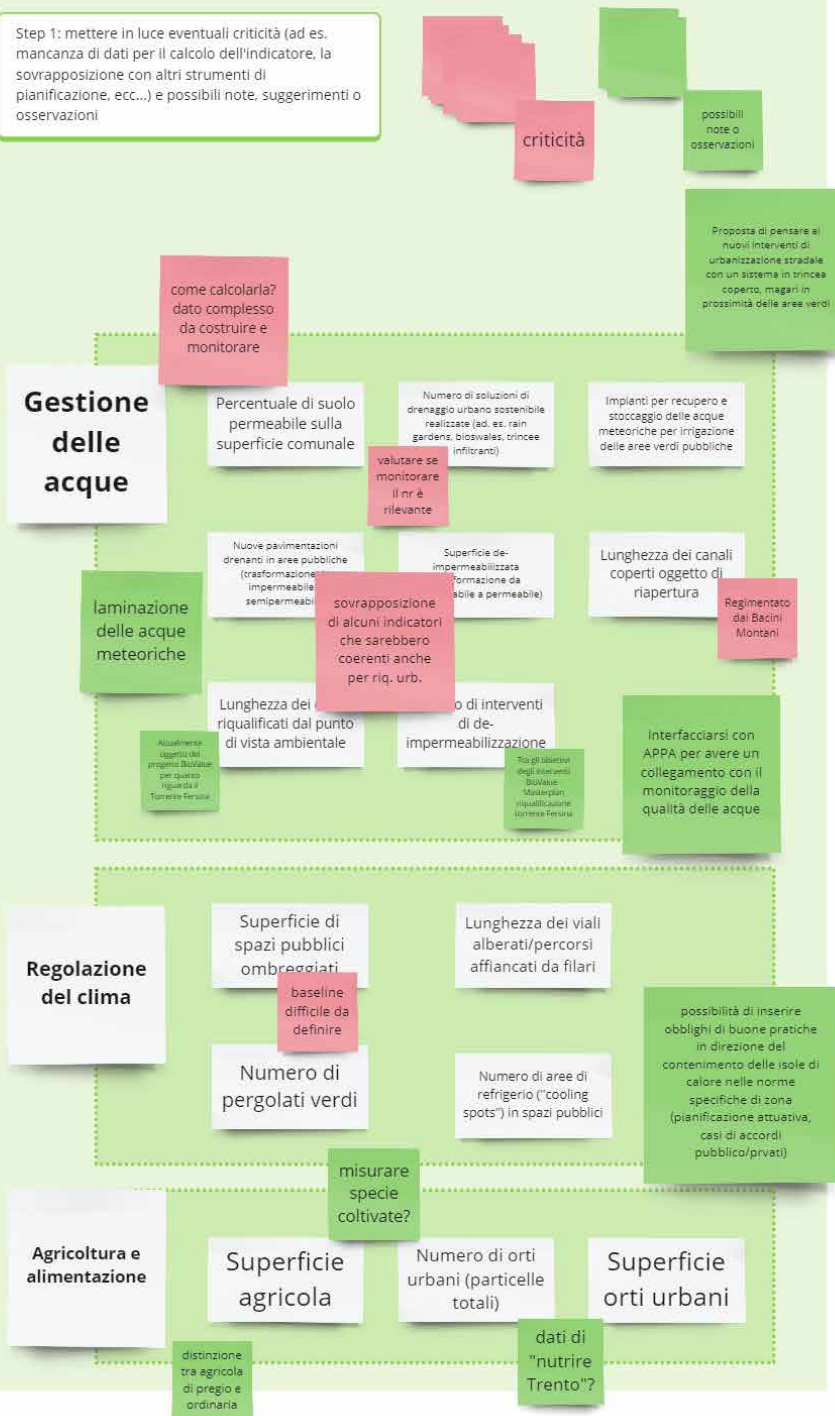 Step 1: mettere in luce eventuali criticità (ad es.
mancanza di dati per il calcolo dell'indicatore, la
sovrapposizione con altri strumenti di
pianificazione, ecc...) e possibili note, suggerimenti o
osservazioni
criticità
possibili
note o
osservazioni
Proposta di pensare ai
nuovi interventi di
urbanizzazione stradale
con un sistema in trincea
coperto, magari in
prossimità delle aree verdi
come calcolarla?
dato complesso
da costruire e
monitorare
Gestione
delle
acque
Percentuale di suolo
permeabile sulla
superficie comunale
Numero di soluzioni di
drenaggio urbano sostenibile
realizzate (ad. es. rain
gardens, bioswales, trincee
infiltranti)
Impianti per recupero e
stoccaggio delle acque
meteoriche per irrigazione
delle aree verdi pubbliche
valutare se
monitorare
il nr è
rilevante
Nuove pavimentazioni
drenanti in aree pubbliche
(trasformazione
impermeabile
semipermeabi
Superficie de-
impermeabilizzata
formazione da
abile a permeabile)
Lunghezza dei canali
coperti oggetto di
riapertura
laminazione
delle acque
meteoriche
sovrapposizione
di alcuni indicatori
che sarebbero
coerenti anche
per riq. urb.
Regimentato
dai Bacini
Montani
Lunghezza dei
riqualificati dal punto
di vista ambientale
o di interventi
di de-
impermeabilizzazione
Attualmente
oggetto del
progetto BioValue
per quanto
riguarda il
Torrente Fersina
Tra gli obiettivi
degli interventi
BioValue
Masterplan
riqualificazione
torrente Fersina
Interfacciarsi con
APPA per avere un
collegamento con il
monitoraggio della
qualità delle acque
Regolazione
del clima
Superficie di
spazi pubblici
ombreggiati
Lunghezza dei viali
alberati/percorsi
affiancati da filari
baseline
difficile da
definire
Numero di
pergolati verdi
Numero di aree di
refrigerio ("cooling
spots") in spazi pubblici
possibilità di inserire
obblighi di buone pratiche
in direzione del
contenimento delle isole di
calore nelle norme
specifiche di zona
(pianificazione attuativa,
casi di accordi
pubblico/prvati)
misurare
specie
coltivate?
Agricoltura e
alimentazione
Superficie
agricola
Numero di orti
urbani (particelle
totali)
Superficie
orti urbani
distinzione
tra agricola
di pregio e
ordinaria
dati di
"nutrire
Trento"?